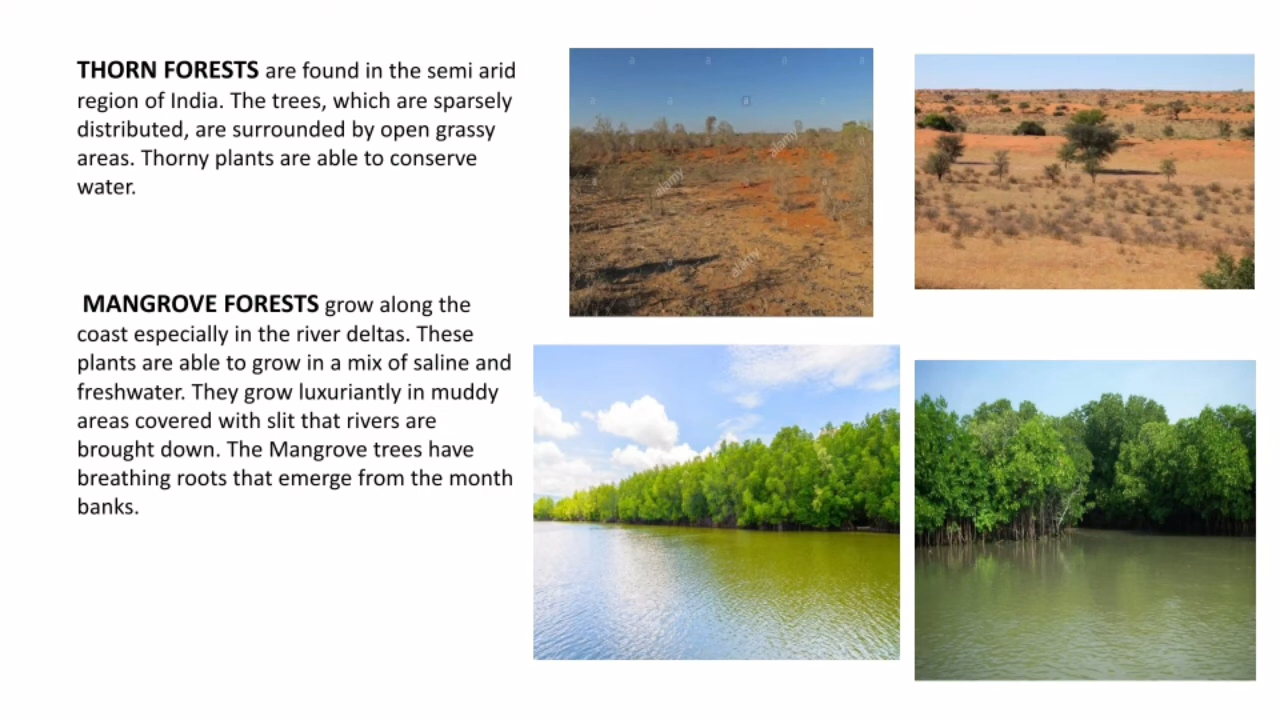 THORN FORESTS are found in the semi arid
region of India. The trees, which are sparsely
distributed, are surrounded by open grassy
areas. Thorny plants are able to conserve
water.
MANGROVE FORESTS grow along the
coast especially in the river deltas. These
plants are able to grow in a mix of saline and
freshwater. They grow luxuriantly in muddy
areas covered with slit that rivers are
brought down. The Mangrove trees have
breathing roots that emerge from the month
banks.
a a a a
a a a a
alamy
a alamy a
a alamy
a